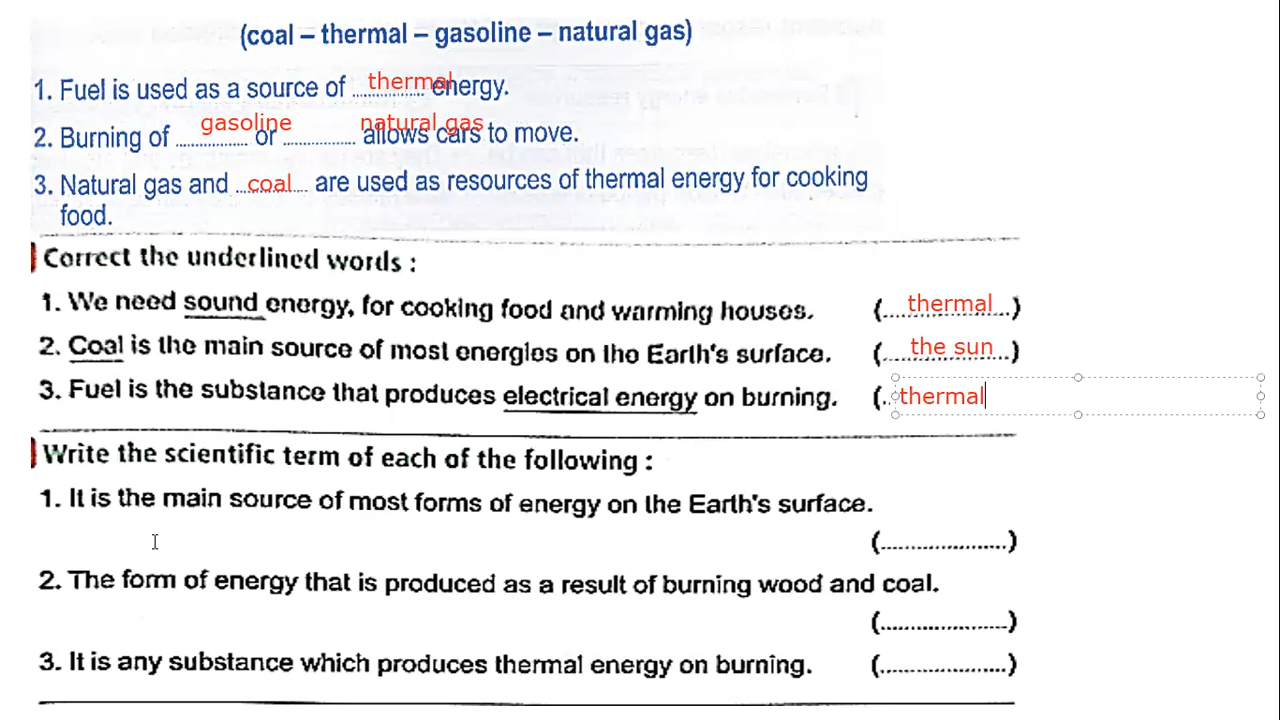 (coal – thermal – gasoline – natural gas)
1. Fuel is used as a source of thermal energy.
2. Burning of gasoline or natural gas allows cars to move.
3. Natural gas and coal are used as resources of thermal energy for cooking
food.
Correct the underlined words :
1. We need sound energy, for cooking food and warming houses. (....thermal....)
2. Coal is the main source of most energies on the Earth's surface. (....the sun....)
3. Fuel is the substance that produces electrical energy on burning. (..thermal
Write the scientific term of each of the following :
1. It is the main source of most forms of energy on the Earth's surface.
(......................)
2. The form of energy that is produced as a result of burning wood and coal.
(......................)
3. It is any substance which produces thermal energy on burning. (......................)